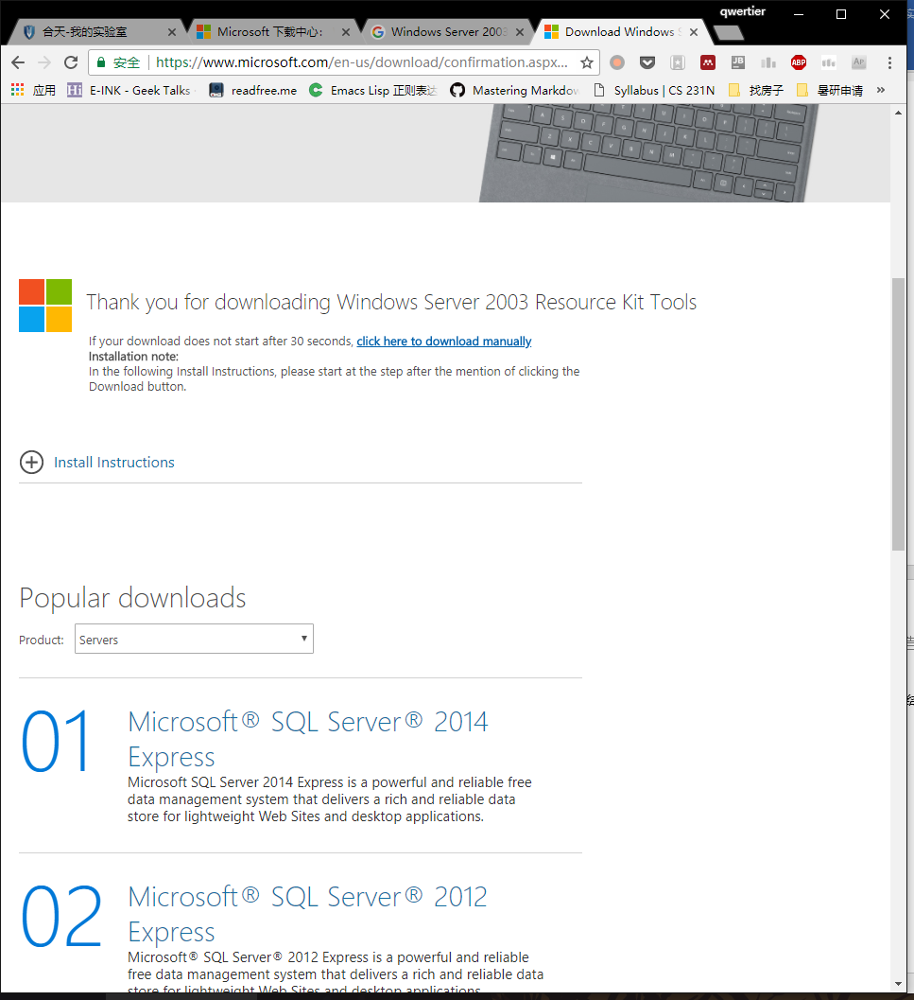 qwertier
合天-我的实验室
Microsoft 下载中心:
Windows Server 2003
Download Windows S
安全
https://www.microsoft.com/en-us/download/confirmation.aspx...
应用
E-INK - Geek Talks
readfree.me
Emacs Lisp 正则表达
Mastering Markdow
Syllabus | CS 231N
找房子
暑研申请
»
Thank you for downloading Windows Server 2003 Resource Kit Tools
If your download does not start after 30 seconds, click here to download manually
Installation note:
In the following Install Instructions, please start at the step after the mention of clicking the
Download button.
Install Instructions
Popular downloads
Product:
Servers
01
Microsoft® SQL Server® 2014
Express
Microsoft SQL Server 2014 Express is a powerful and reliable free
data management system that delivers a rich and reliable data
store for lightweight Web Sites and desktop applications.
02
Microsoft® SQL Server® 2012
Express
Microsoft® SQL Server® 2012 Express is a powerful and reliable
free data management system that delivers a rich and reliable data
store for lightweight Web Sites and desktop applications.